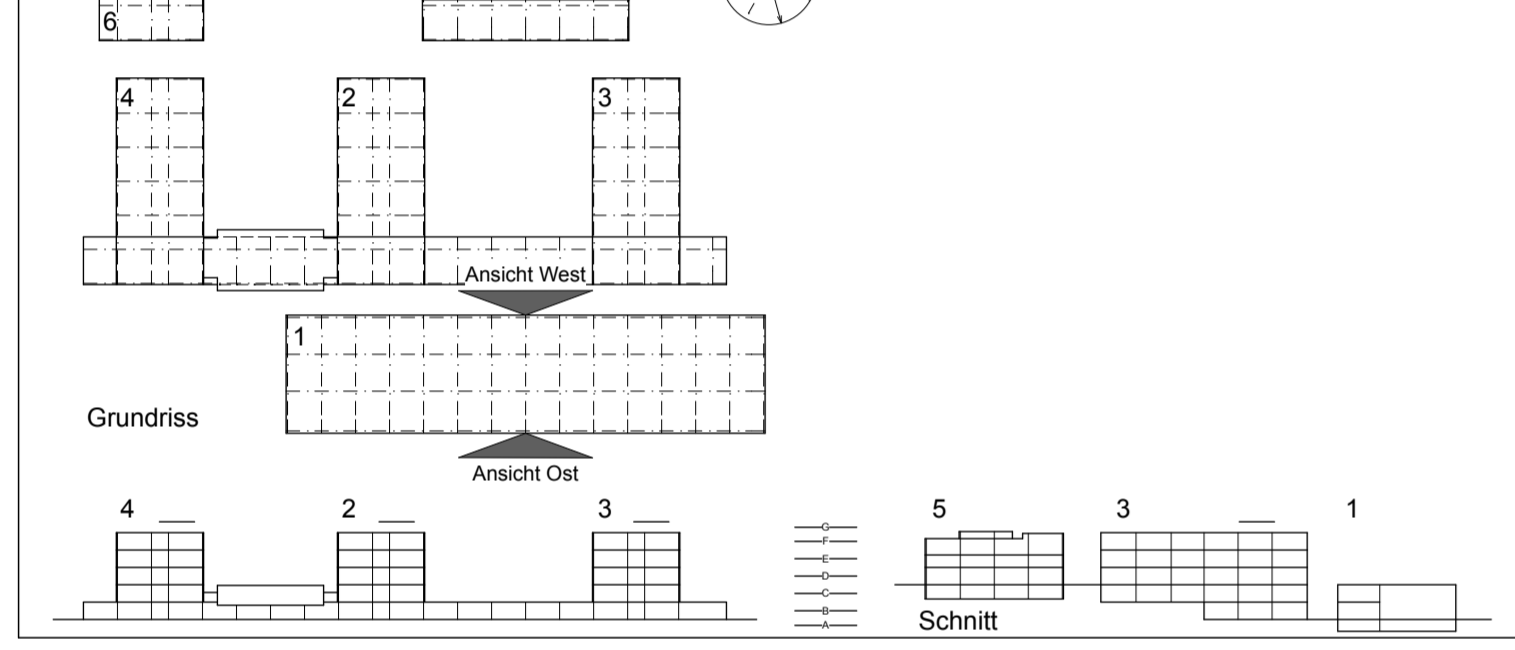 6
4 2 3
Ansicht West
1
Grundriss
Ansicht Ost
4 2 3
G
F
E
D
C
B
A
5 3 1
Schnitt